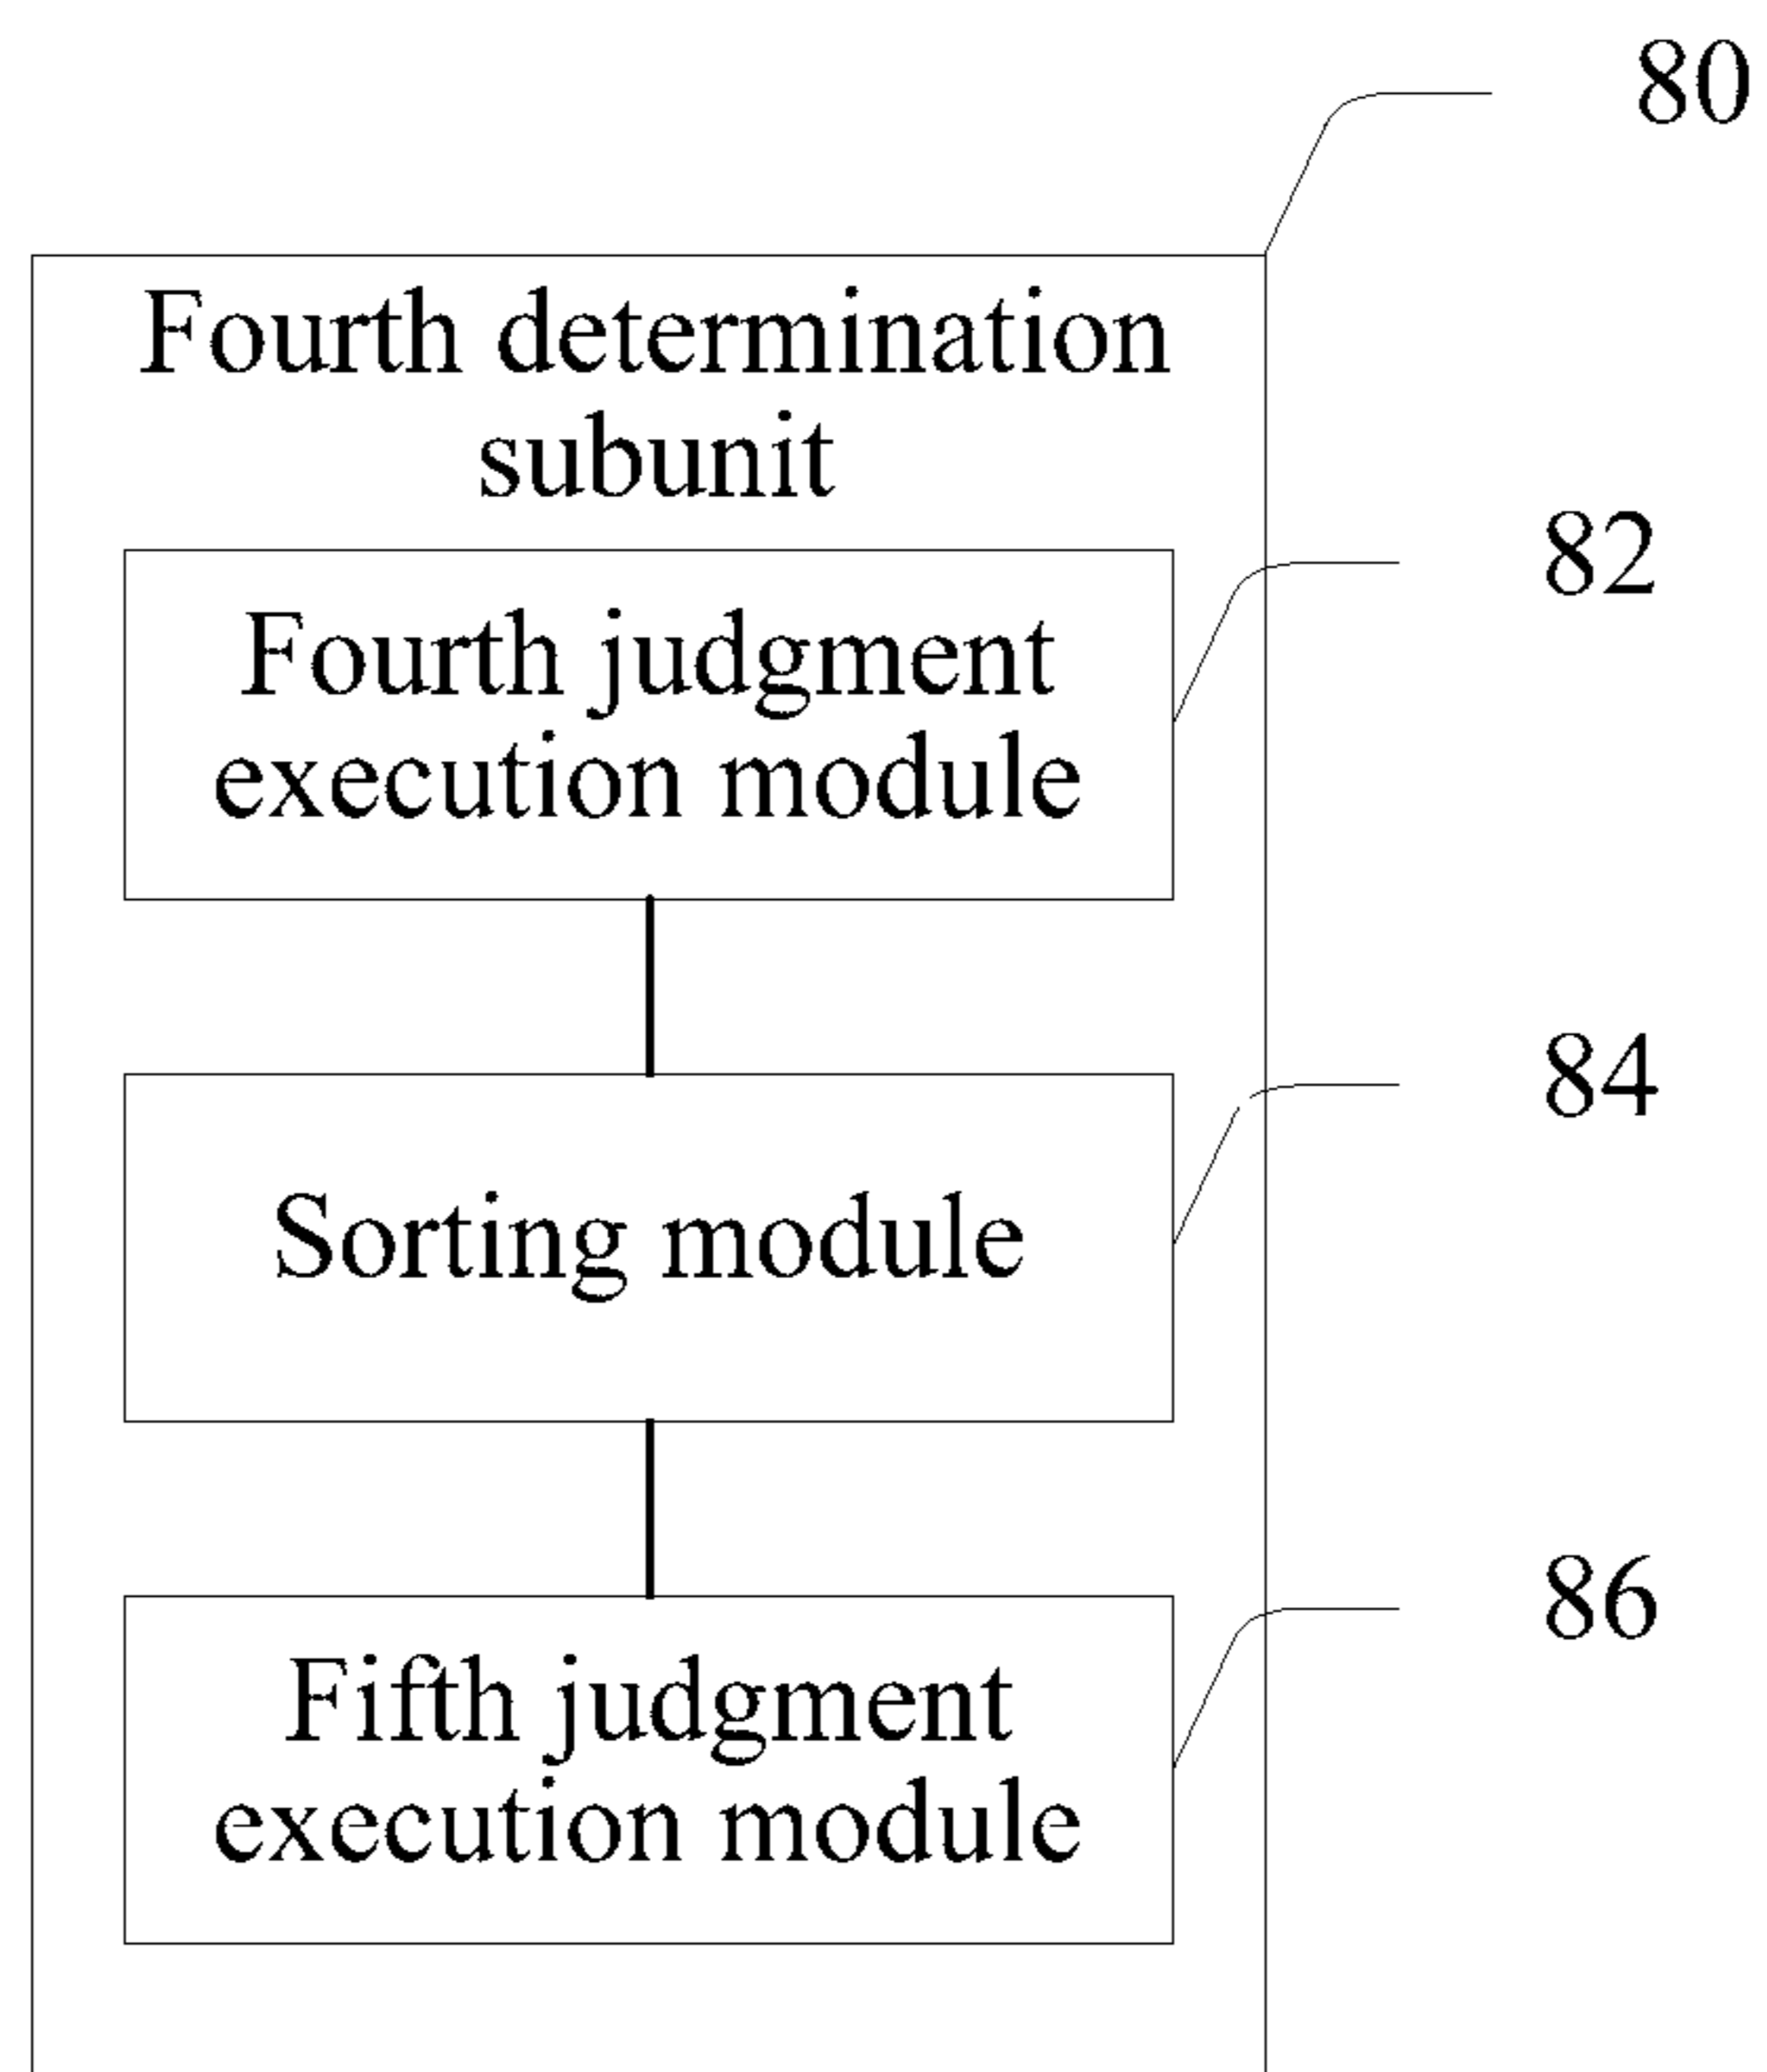 80
Fourth determination
subunit
82
Fourth judgment
execution module
84
Sorting module
86
Fifth judgment
execution module